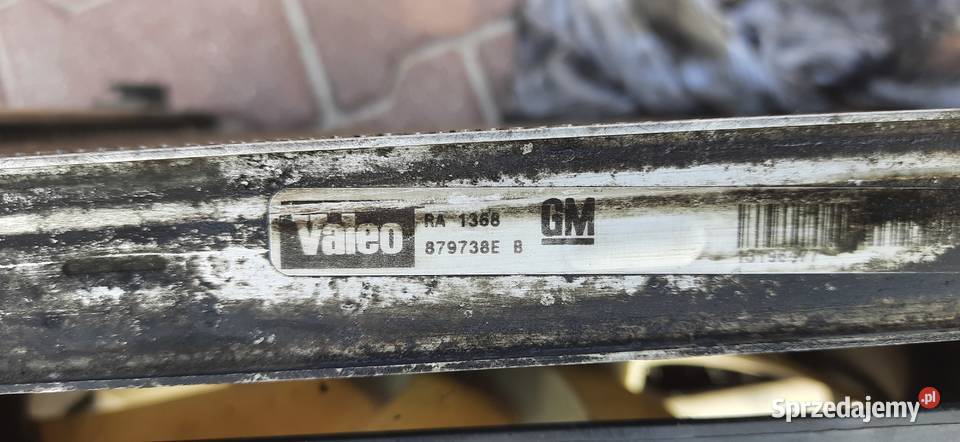 Valeo
RA 1368
879738E B
GM
Sprzedajemy.pl